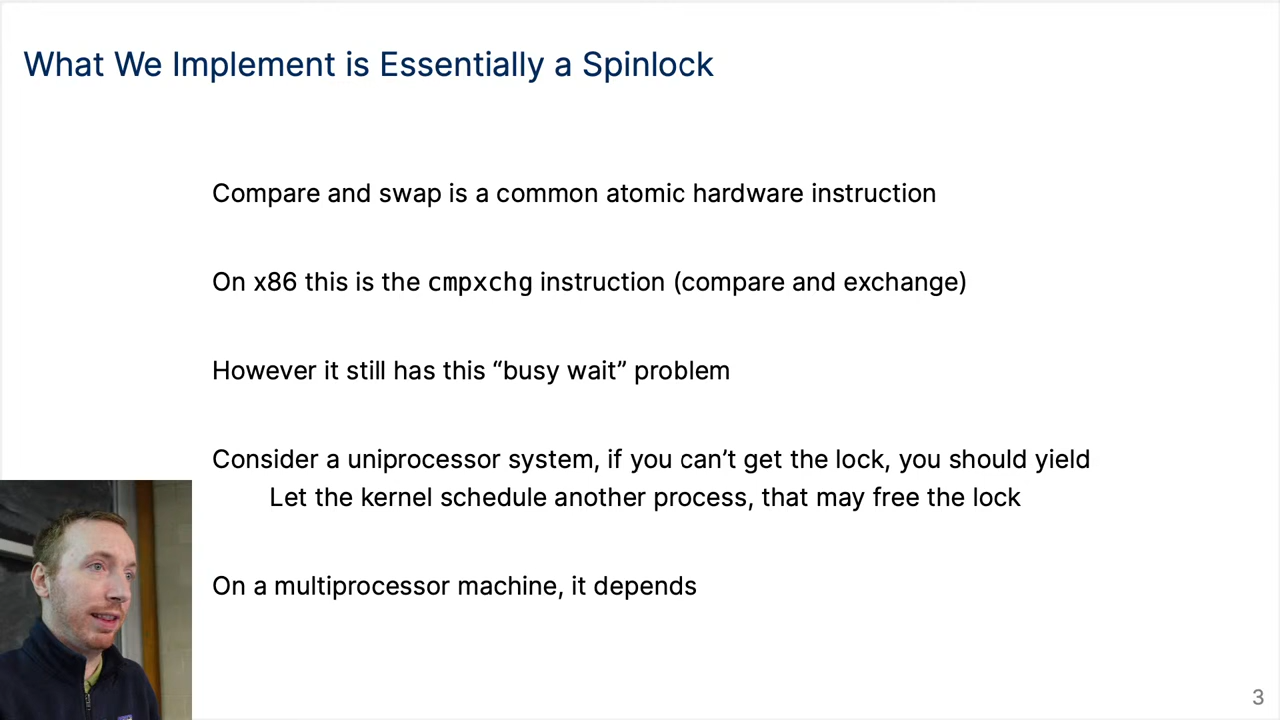 What We Implement is Essentially a Spinlock
Compare and swap is a common atomic hardware instruction
On x86 this is the cmpxchg instruction (compare and exchange)
However it still has this “busy wait” problem
Consider a uniprocessor system, if you can’t get the lock, you should yield
Let the kernel schedule another process, that may free the lock
On a multiprocessor machine, it depends
3